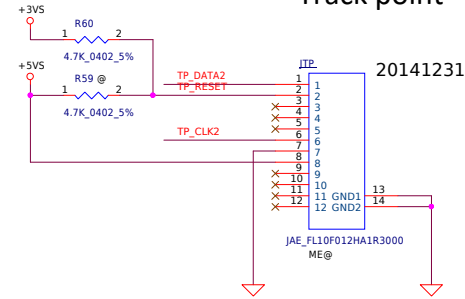 Track point
+3VS
R60
1 2
4.7K_0402_5%
+5VS
R59 @
1 2
4.7K_0402_5%
JTP
20141231
TP_DATA2
TP_RESET
TP_CLK2
1 1
2 2
3 3
4 4
5 5
6 6
7 7
8 8
9 9
10 10
11 11 GND1 13
12 12 GND2 14
JAE_FL10F012HA1R3000
ME@